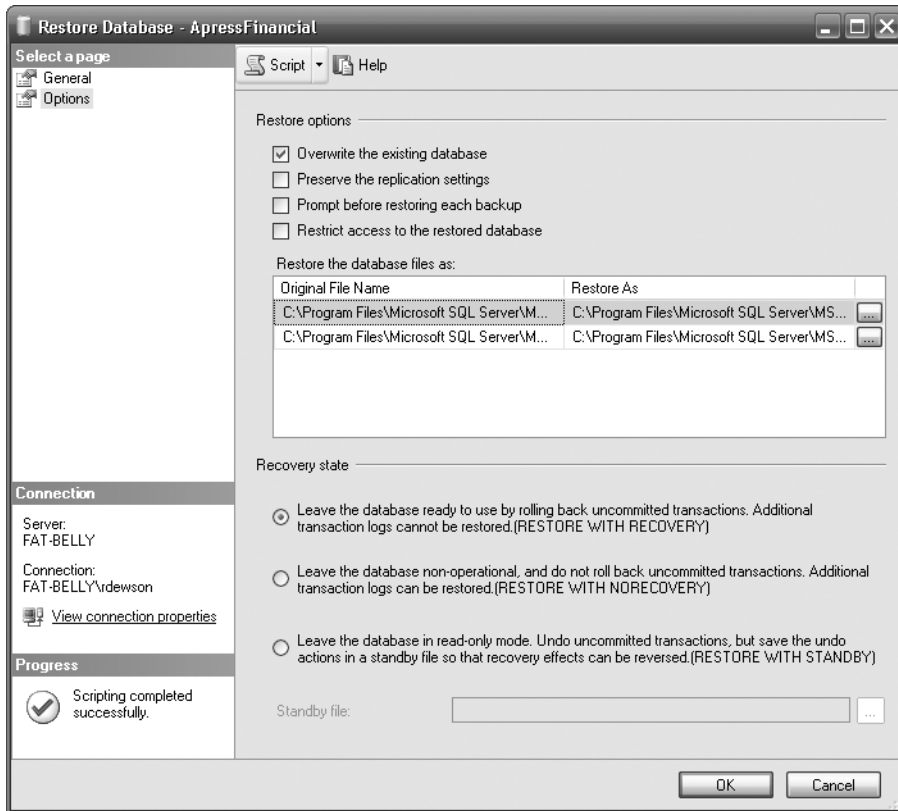 Restore Database - ApressFinancial
Select a page
General
Options
Script
Help
Restore options
Overwrite the existing database
Preserve the replication settings
Prompt before restoring each backup
Restrict access to the restored database
Restore the database files as:
Original File Name
Restore As
C:\Program Files\Microsoft SQL Server\M...
C:\Program Files\Microsoft SQL Server\MS...
...
C:\Program Files\Microsoft SQL Server\M...
C:\Program Files\Microsoft SQL Server\MS...
...
Recovery state
Leave the database ready to use by rolling back uncommitted transactions. Additional
transaction logs cannot be restored.(RESTORE WITH RECOVERY)
Leave the database non-operational, and do not roll back uncommitted transactions. Additional
transaction logs can be restored.(RESTORE WITH NORECOVERY)
Leave the database in read-only mode. Undo uncommitted transactions, but save the undo
actions in a standby file so that recovery effects can be reversed.(RESTORE WITH STANDBY)
Standby file:
...
Connection
Server:
FAT-BELLY
Connection:
FAT-BELLY\rdewson
View connection properties
Progress
Scripting completed
successfully.
OK
Cancel